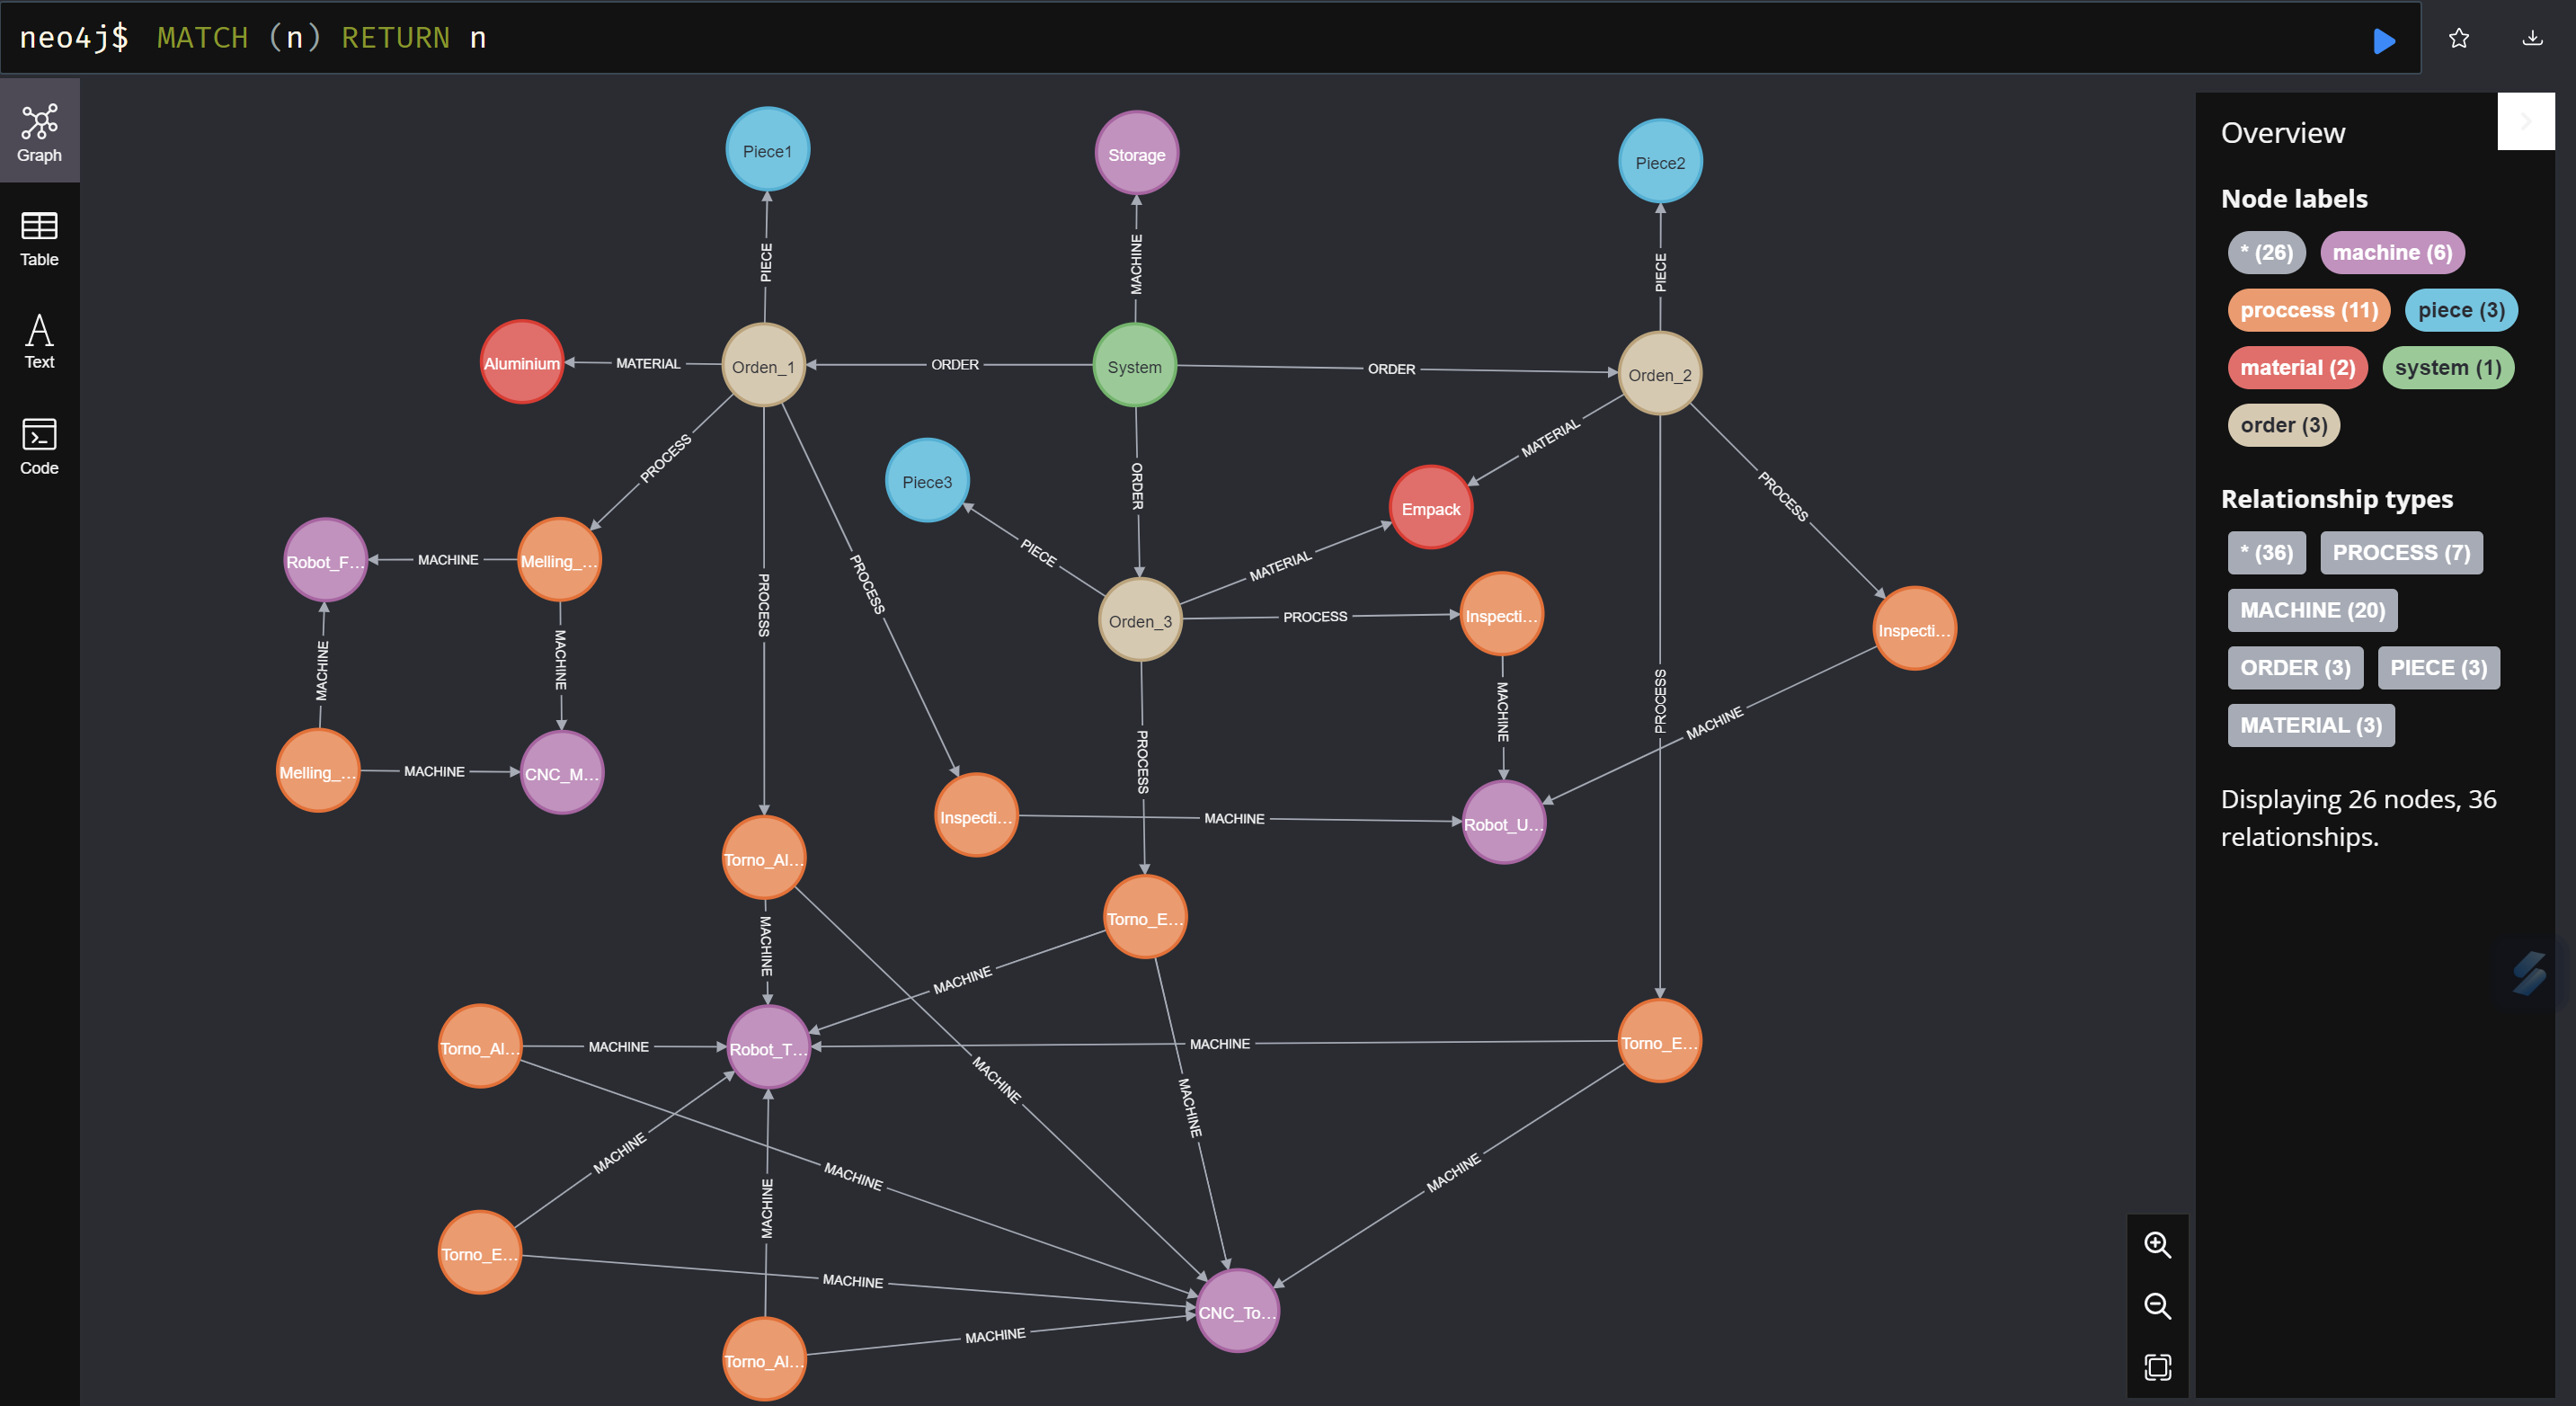 neo4j$ MATCH (n) RETURN n
Graph
Table
Text
Code
Piece1
Storage
Piece2
PIECE
MACHINE
PIECE
Aluminium
MATERIAL
Orden_1
ORDER
System
ORDER
Orden_2
PROCESS
Piece3
ORDER
MATERIAL
Empack
PROCESS
Robot_F...
MACHINE
Melling_...
PROCESS
PROCESS
PIECE
MATERIAL
Orden_3
PROCESS
Inspecti...
Inspecti...
MACHINE
MACHINE
MACHINE
PROCESS
MACHINE
Melling_...
MACHINE
CNC_M...
PROCESS
Inspecti...
MACHINE
Robot_U...
Torno_Al...
Torno_E...
MACHINE
MACHINE
Torno_Al...
MACHINE
Robot_T...
MACHINE
Torno_E...
MACHINE
MACHINE
MACHINE
MACHINE
MACHINE
MACHINE
Torno_E...
MACHINE
CNC_To...
MACHINE
Torno_Al...
Overview
Node labels
* (26) machine (6)
proccess (11) piece (3)
material (2) system (1)
order (3)
Relationship types
* (36) PROCESS (7)
MACHINE (20)
ORDER (3) PIECE (3)
MATERIAL (3)
Displaying 26 nodes, 36
relationships.